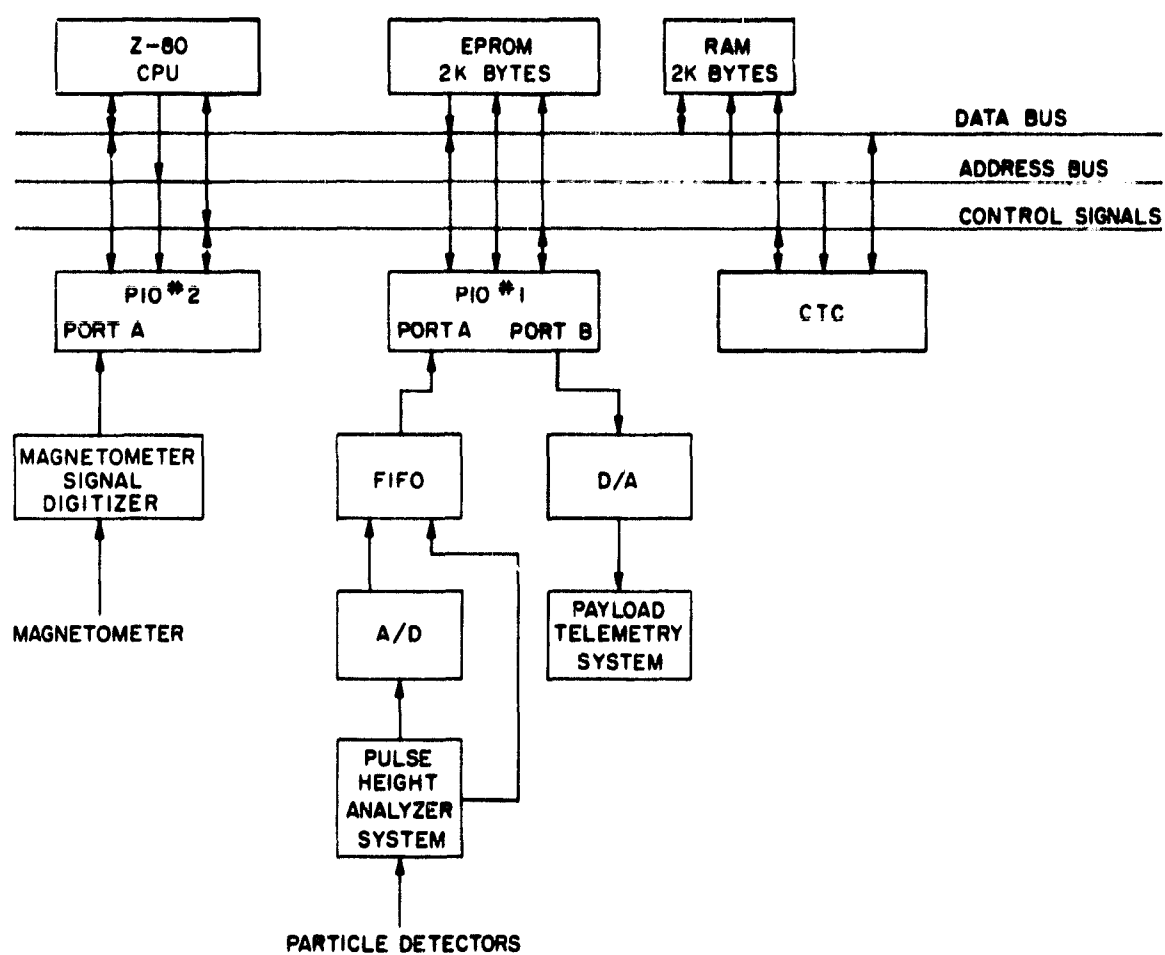 Z-80
CPU
EPROM
2K BYTES
RAM
2K BYTES
DATA BUS
ADDRESS BUS
CONTROL SIGNALS
PIO #2
PORT A
PIO #1
PORT A PORT B
CTC
MAGNETOMETER
SIGNAL
DIGITIZER
FIFO
D/A
MAGNETOMETER
A/D
PAYLOAD
TELEMETRY
SYSTEM
PULSE
HEIGHT
ANALYZER
SYSTEM
PARTICLE DETECTORS